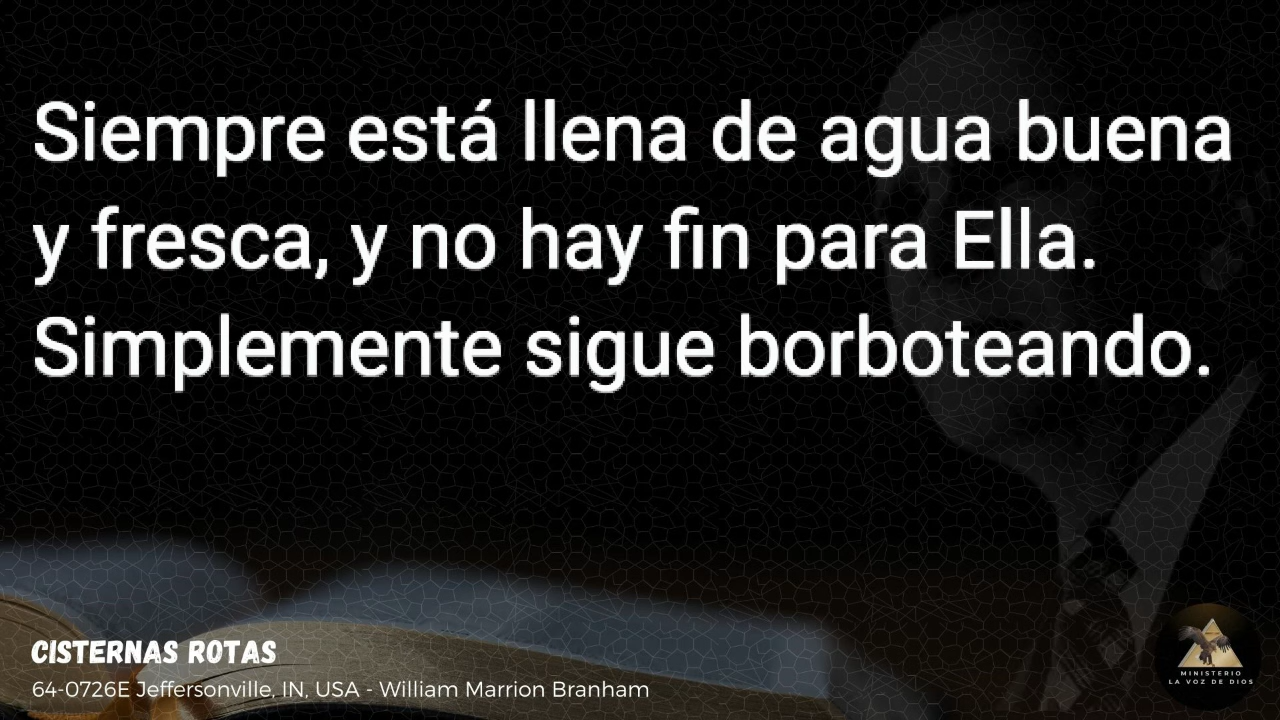 Siempre está llena de agua buena
y fresca, y no hay fin para Ella.
Simplemente sigue borboteando.
CISTERNAS ROTAS
64-0726E Jeffersonville, IN, USA - William Marrion Branham
MINISTERIO
LA VOZ DE DIOS